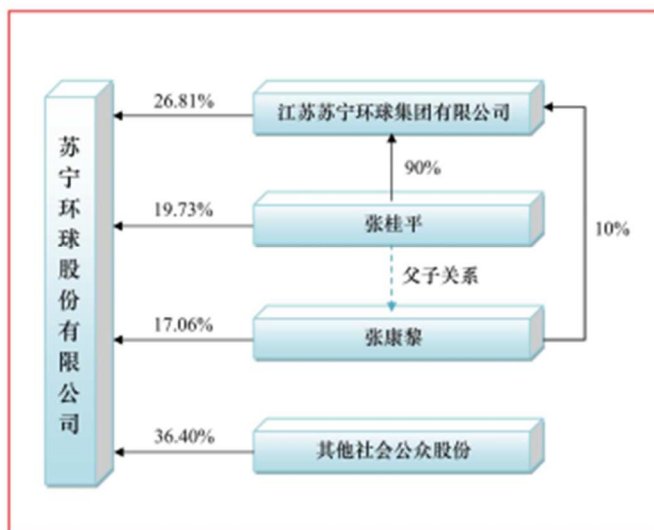 苏宁环球股份有限公司
26.81%
江苏苏宁环球集团有限公司
90%
19.73%
张桂平
10%
父子关系
17.06%
张康黎
36.40%
其他社会公众股份